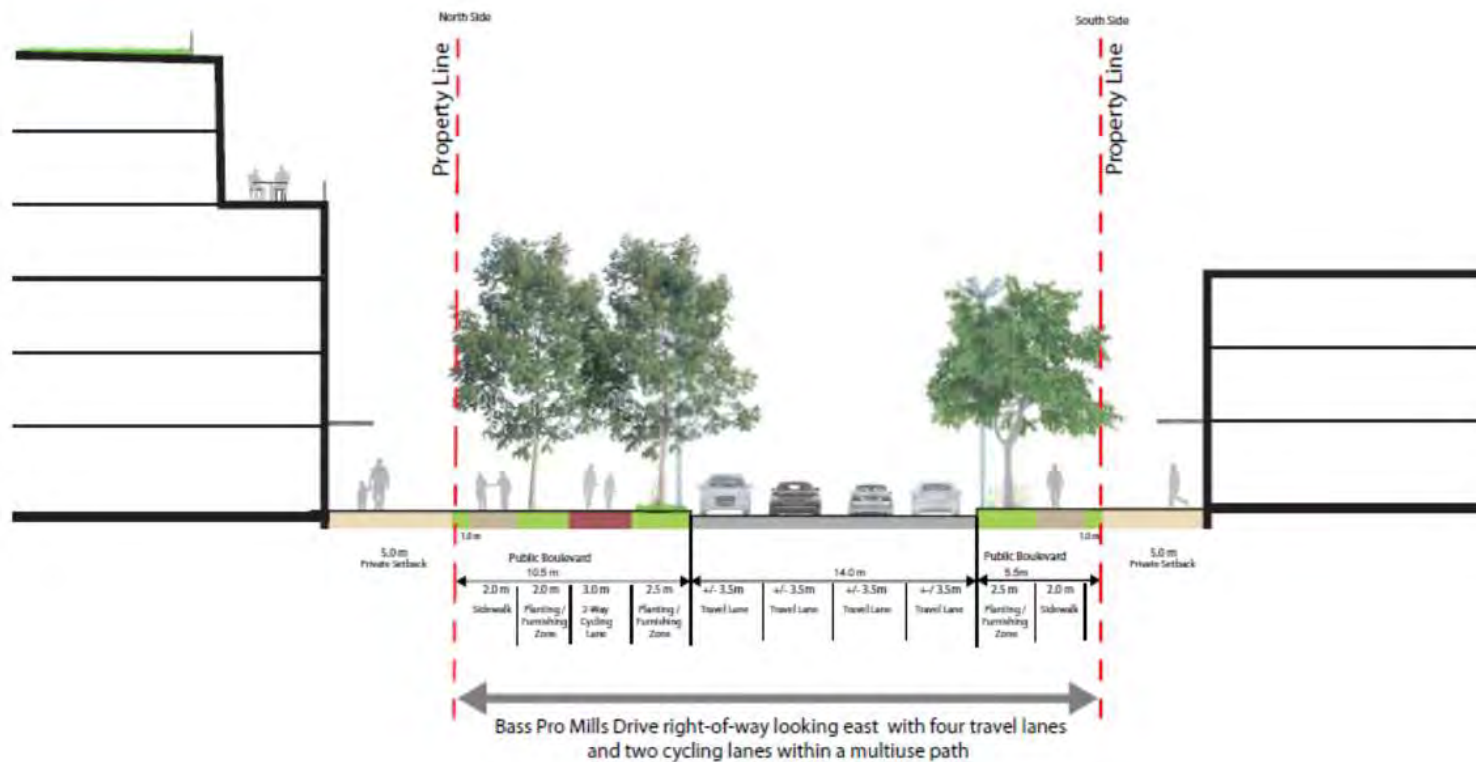 North Side
South Side
Property Line
Property Line
1.0 m
1.0 m
5.0 m
Private Setback
Public Boulevard
10.5 m
14.0 m
Public Boulevard
5.5m
5.0 m
Private Setback
2.0 m
Sidewalk
2.0 m
Planting /
Furnishing
Zone
3.0 m
2-Way
Cycling
Lane
2.5 m
Planting /
Furnishing
Zone
+/- 3.5m
Travel Lane
+/- 3.5m
Travel Lane
+/- 3.5m
Travel Lane
+/ 3.5m
Travel Lane
2.5 m
Planting /
Furnishing
Zone
2.0 m
Sidewalk
Bass Pro Mills Drive right-of-way looking east with four travel lanes
and two cycling lanes within a multiuse path